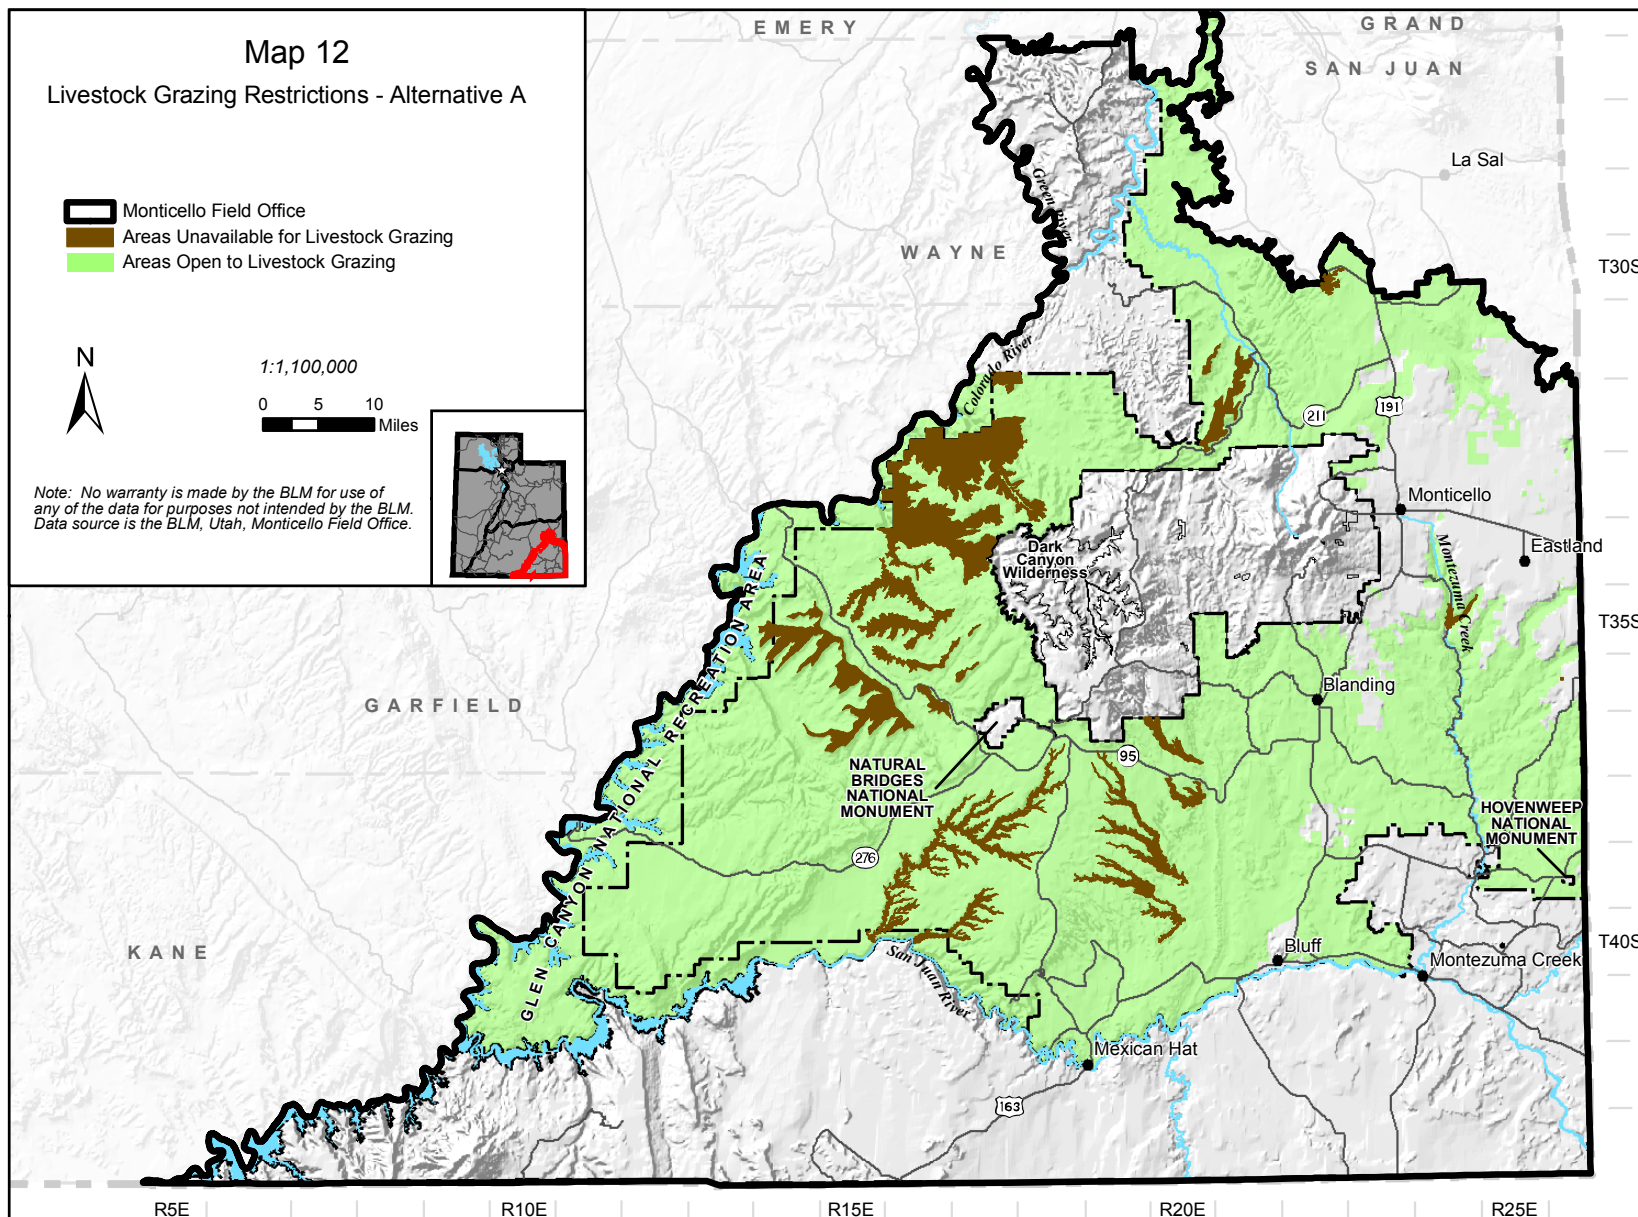 Map 12
Livestock Grazing Restrictions - Alternative A
Monticello Field Office
Areas Unavailable for Livestock Grazing
Areas Open to Livestock Grazing
N
1:1,100,000
0 5 10
Miles
Note: No warranty is made by the BLM for use of
any of the data for purposes not intended by the BLM.
Data source is the BLM, Utah, Monticello Field Office.
EMERY
GRAND
SAN JUAN
La Sal
Green River
WAYNE
T30S
Colorado River
211
191
Monticello
Eastland
Dark
Canyon
Wilderness
Montezuma Creek
T35S
GARFIELD
Blanding
GLEN CANYON NATIONAL RECREATION AREA
95
NATURAL
BRIDGES
NATIONAL
MONUMENT
HOVENWEEP
NATIONAL
MONUMENT
276
KANE
Bluff
T40S
Montezuma Creek
San Juan River
Mexican Hat
163
R5E
R10E
R15E
R20E
R25E